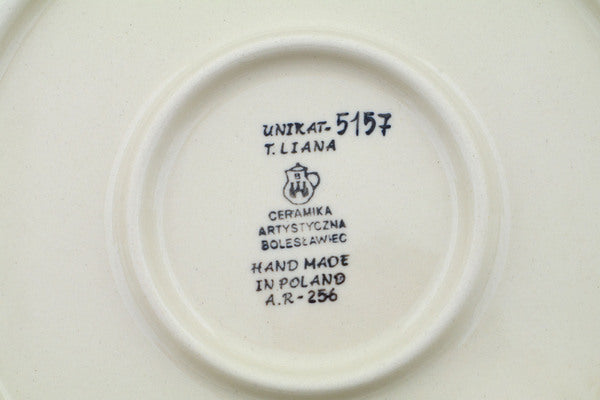 UNIKAT-5157
T. LIANA
B
CERAMIKA
ARTYSTYCZNA
BOLESŁAWIEC
HAND MADE
IN POLAND
A.R-256